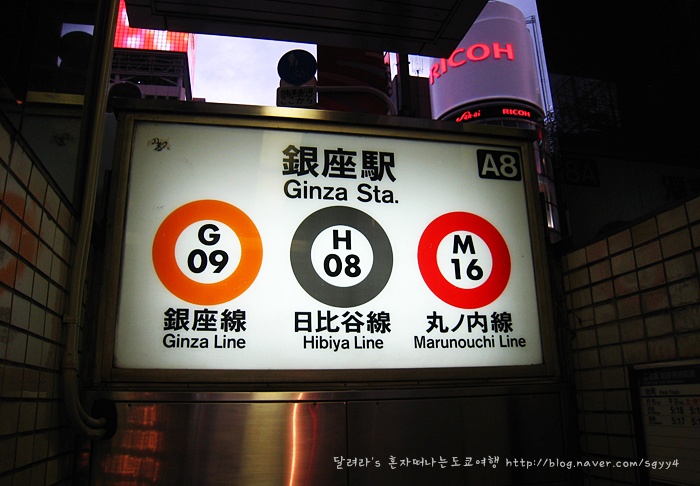 RICOH
RICOH
銀座駅
Ginza Sta.
A8
G
09
H
08
M
16
銀座線
Ginza Line
日比谷線
Hibiya Line
丸ノ内線
Marunouchi Line
달려라's 혼자떠나는도쿄여행 http://blog.naver.com/sgyy4